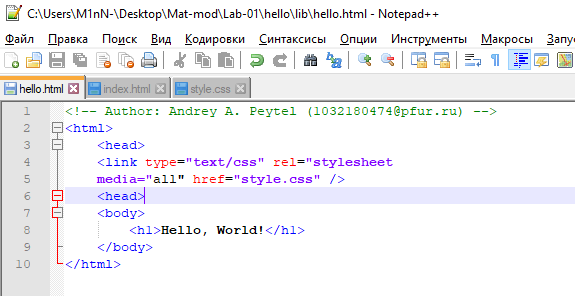 C:\Users\M1nN-\Desktop\Mat-mod\Lab-01\hello\lib\hello.html - Notepad++
Файл Правка Поиск Вид Кодировки Синтаксисы Опции Инструменты Макросы Запу
hello.html index.html style.css
1 <!-- Author: Andrey A. Peytel (1032180474@pfur.ru) -->
2 <html>
3 <head>
4 <link type="text/css" rel="stylesheet
5 media="all" href="style.css" />
6 <head>
7 <body>
8 <h1>Hello, World!</h1>
9 </body>
10 </html>